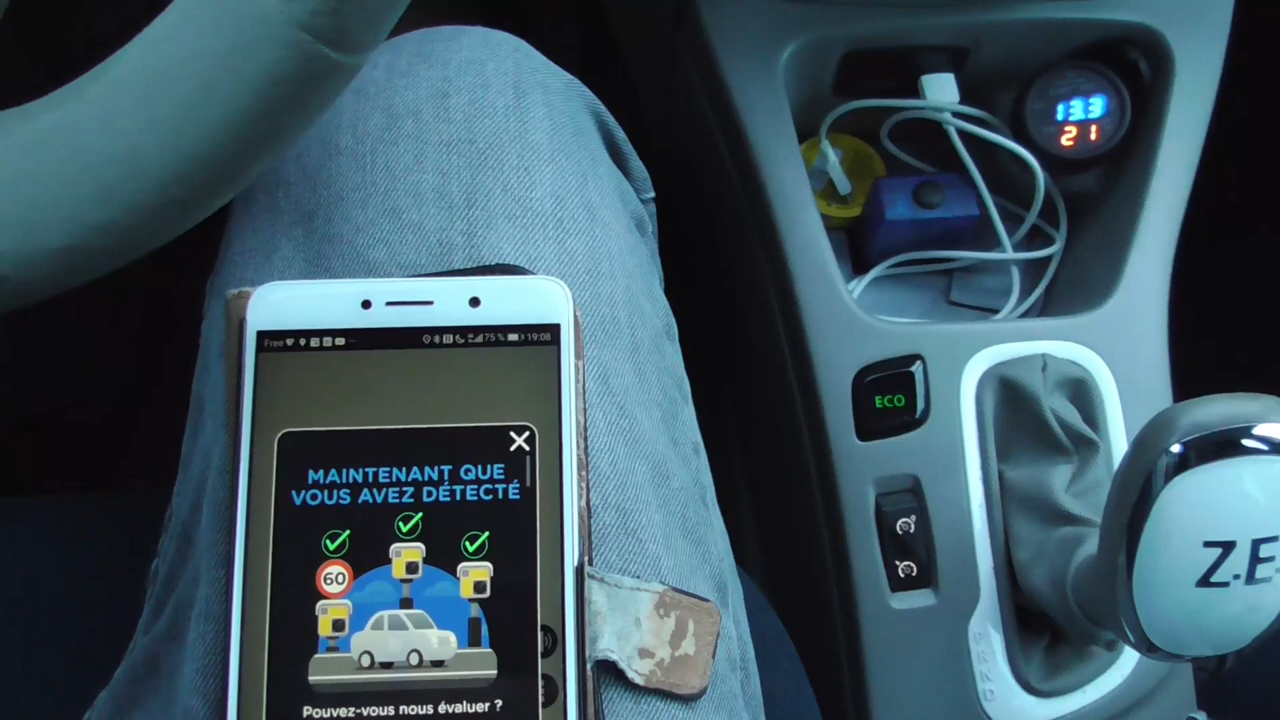 Free 75 % 19:08
MAINTENANT QUE
VOUS AVEZ DÉTECTÉ
60
Pouvez-vous nous évaluer ?
13.3
21
ECO
Z.E.